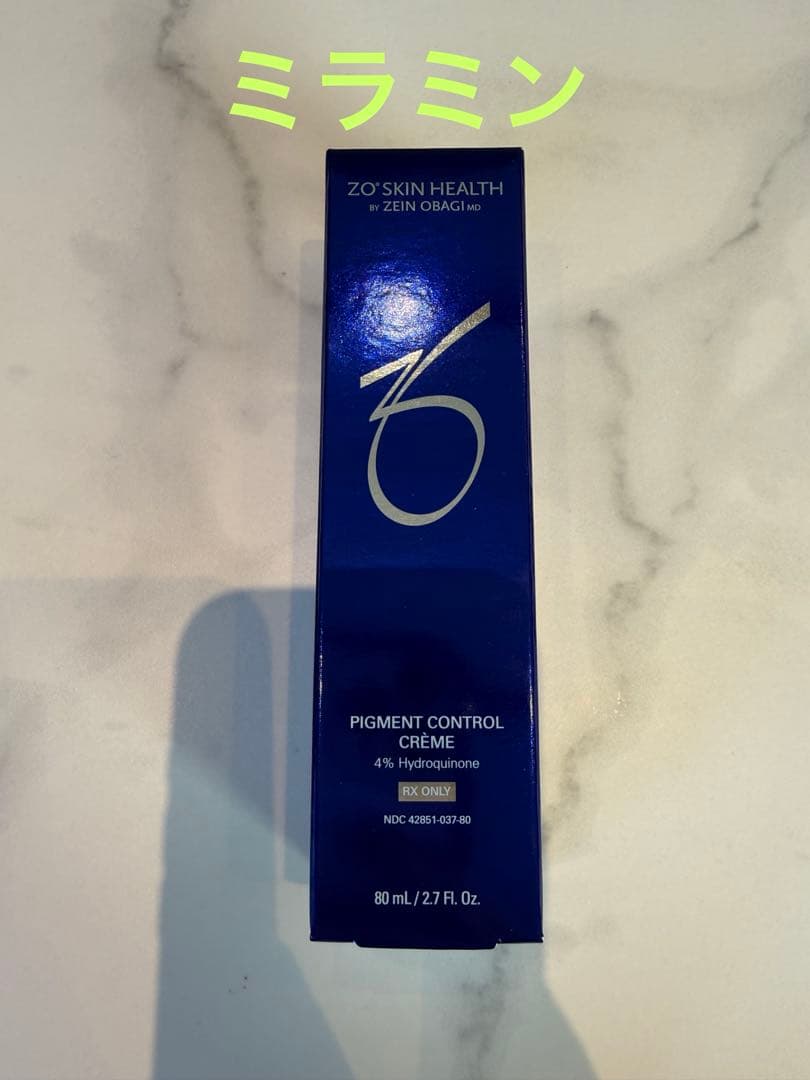 ミラミン
ZO® SKIN HEALTH
BY ZEIN OBAGI MD
PIGMENT CONTROL
CRÈME
4% Hydroquinone
RX ONLY
NDC 42851-037-80
80 mL / 2.7 Fl. Oz.